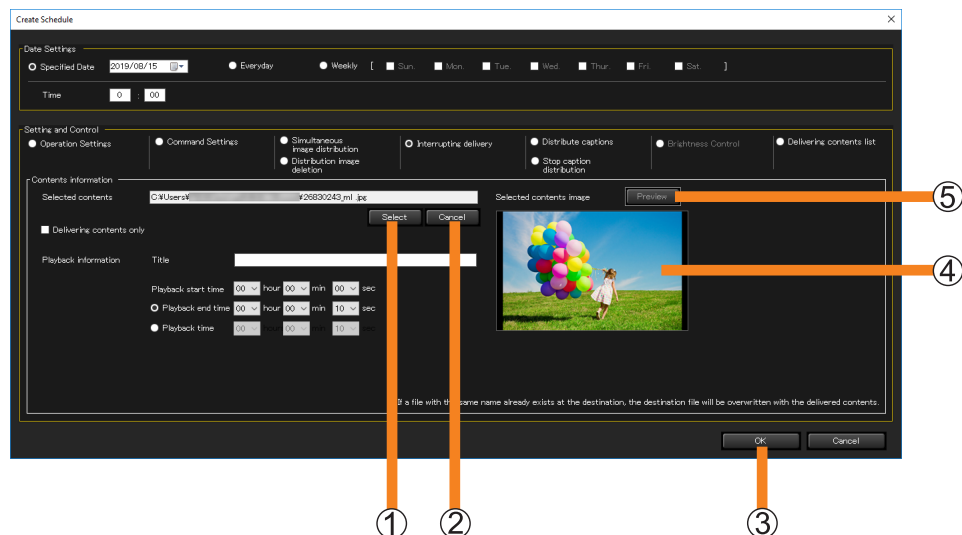 Create Schedule
Date Settings
Specified Date 2019/08/15 Everyday Weekly [ Sun. Mon. Tue. Wed. Thur. Fri. Sat. ]
Time 0 : 00
Setting and Control
Operation Settings Command Settings Simultaneous image distribution Interrupting delivery Distribute captions Brightness Control Delivering contents list
Distribution image deletion Stop caption distribution
Contents information
Selected contents C:¥Users¥ ¥26830243_ml .jpg Selected contents image Preview ⑤
Select Cancel
Delivering contents only
④
Playback information Title
Playback start time 00 hour 00 min 00 sec
Playback end time 00 hour 00 min 10 sec
Playback time 00 hour 00 min 10 sec
If a file with the same name already exists at the destination, the destination file will be overwritten with the delivered contents.
OK Cancel
① ② ③